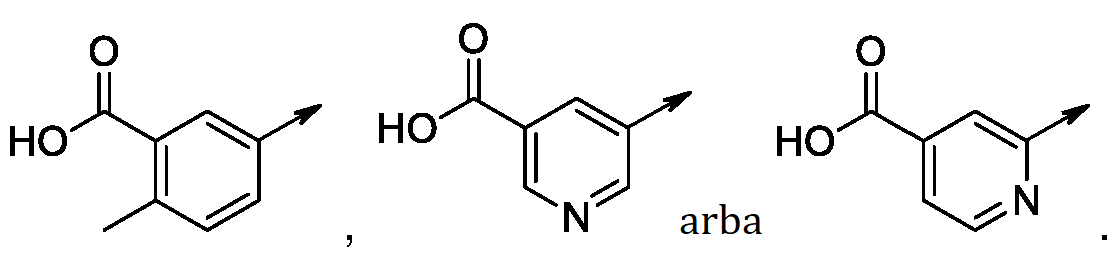 O O O
HO HO HO
N N
, arba .